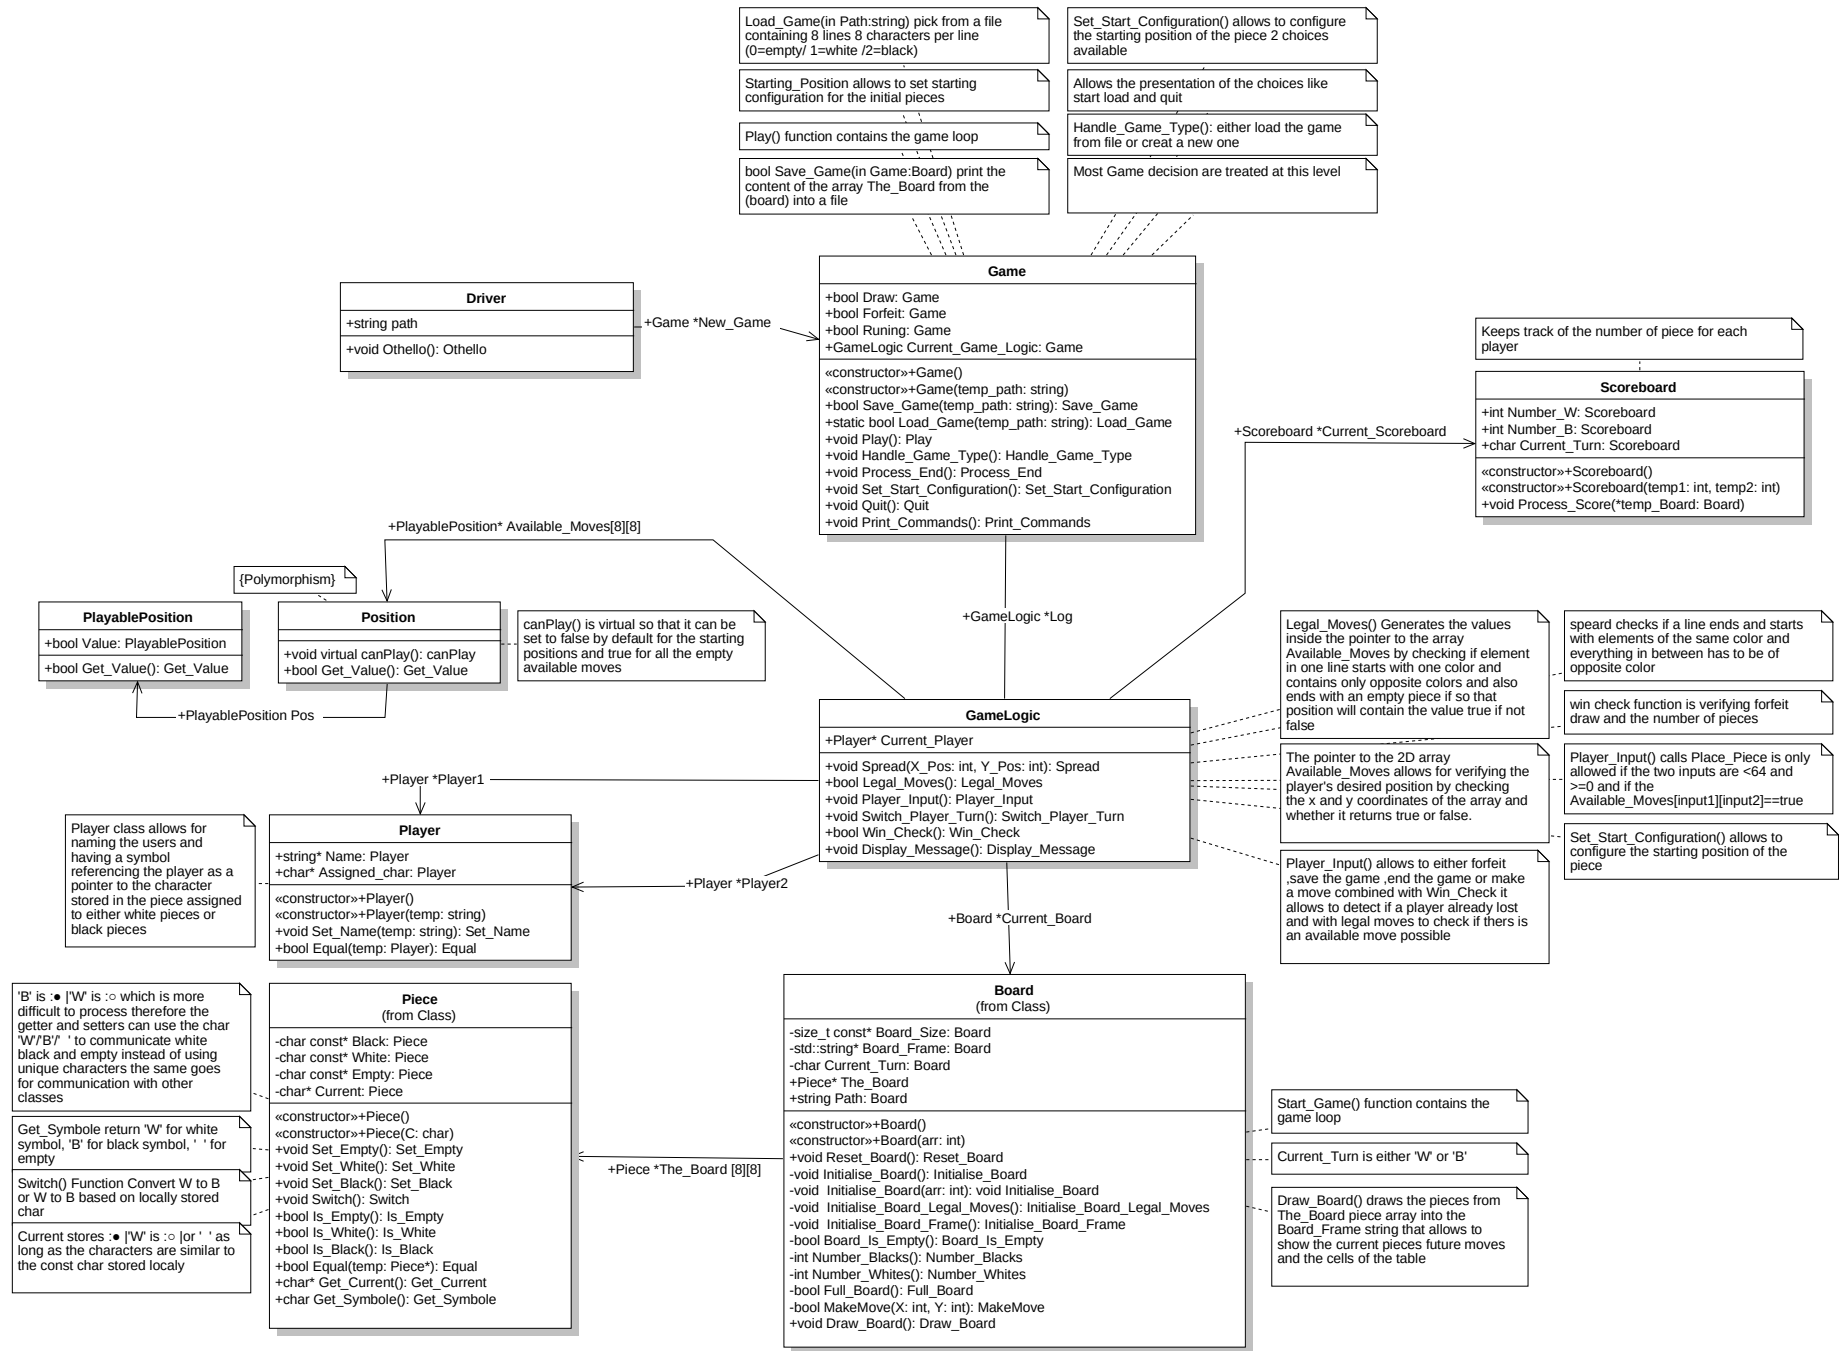 Load_Game(in Path:string) pick from a file
containing 8 lines 8 characters per line
(0=empty/ 1=white /2=black)
Set_Start_Configuration() allows to configure
the starting position of the piece 2 choices
available
Starting_Position allows to set starting
configuration for the initial pieces
Allows the presentation of the choices like
start load and quit
Play() function contains the game loop
Handle_Game_Type(): either load the game
from file or creat a new one
bool Save_Game(in Game:Board) print the
content of the array The_Board from the
(board) into a file
Most Game decision are treated at this level
Driver
+string path
+void Othello(): Othello
+Game *New_Game
Game
+bool Draw: Game
+bool Forfeit: Game
+bool Runing: Game
+GameLogic Current_Game_Logic: Game
«constructor»+Game()
«constructor»+Game(temp_path: string)
+bool Save_Game(temp_path: string): Save_Game
+static bool Load_Game(temp_path: string): Load_Game
+void Play(): Play
+void Handle_Game_Type(): Handle_Game_Type
+void Process_End(): Process_End
+void Set_Start_Configuration(): Set_Start_Configuration
+void Quit(): Quit
+void Print_Commands(): Print_Commands
Keeps track of the number of piece for each
player
Scoreboard
+int Number_W: Scoreboard
+int Number_B: Scoreboard
+char Current_Turn: Scoreboard
«constructor»+Scoreboard()
«constructor»+Scoreboard(temp1: int, temp2: int)
+void Process_Score(*temp_Board: Board)
+Scoreboard *Current_Scoreboard
+PlayablePosition* Available_Moves[8][8]
{Polymorphism}
PlayablePosition
+bool Value: PlayablePosition
+bool Get_Value(): Get_Value
Position
+void virtual canPlay(): canPlay
+bool Get_Value(): Get_Value
canPlay() is virtual so that it can be
set to false by default for the starting
positions and true for all the empty
available moves
+PlayablePosition Pos
+GameLogic *Log
GameLogic
+Player* Current_Player
+void Spread(X_Pos: int, Y_Pos: int): Spread
+bool Legal_Moves(): Legal_Moves
+void Player_Input(): Player_Input
+void Switch_Player_Turn(): Switch_Player_Turn
+bool Win_Check(): Win_Check
+void Display_Message(): Display_Message
Legal_Moves() Generates the values
inside the pointer to the array
Available_Moves by checking if element
in one line starts with one color and
contains only opposite colors and also
ends with an empty piece if so that
position will contain the value true if not
false
speard checks if a line ends and starts
with elements of the same color and
everything in between has to be of
opposite color
win check function is verifying forfeit
draw and the number of pieces
The pointer to the 2D array
Available_Moves allows for verifying the
player's desired position by checking
the x and y coordinates of the array and
whether it returns true or false.
Player_Input() calls Place_Piece is only
allowed if the two inputs are <64 and
>=0 and if the
Available_Moves[input1][input2]==true
Set_Start_Configuration() allows to
configure the starting position of the
piece
Player_Input() allows to either forfeit
,save the game ,end the game or make
a move combined with Win_Check it
allows to detect if a player already lost
and with legal moves to check if thers is
an available move possible
+Player *Player1
+Player *Player2
Player class allows for
naming the users and
having a symbol
referencing the player as a
pointer to the character
stored in the piece assigned
to either white pieces or
black pieces
Player
+string* Name: Player
+char* Assigned_char: Player
«constructor»+Player()
«constructor»+Player(temp: string)
+void Set_Name(temp: string): Set_Name
+bool Equal(temp: Player): Equal
+Board *Current_Board
'B' is :● |'W' is :○ which is more
difficult to process therefore the
getter and setters can use the char
'W'/'B'/'  ' to communicate white
black and empty instead of using
unique characters the same goes
for communication with other
classes
Get_Symbole return 'W' for white
symbol, 'B' for black symbol, '  ' for
empty
Switch() Function Convert W to B
or W to B based on locally stored
char
Current stores :● |'W' is :○ |or '  ' as
long as the characters are similar to
the const char stored localy
Piece
(from Class)
-char const* Black: Piece
-char const* White: Piece
-char const* Empty: Piece
-char* Current: Piece
«constructor»+Piece()
«constructor»+Piece(C: char)
+void Set_Empty(): Set_Empty
+void Set_White(): Set_White
+void Set_Black(): Set_Black
+void Switch(): Switch
+bool Is_Empty(): Is_Empty
+bool Is_White(): Is_White
+bool Is_Black(): Is_Black
+bool Equal(temp: Piece*): Equal
+char* Get_Current(): Get_Current
+char Get_Symbole(): Get_Symbole
+Piece *The_Board [8][8]
Board
(from Class)
-size_t const* Board_Size: Board
-std::string* Board_Frame: Board
-char Current_Turn: Board
+Piece* The_Board
+string Path: Board
«constructor»+Board()
«constructor»+Board(arr: int)
+void Reset_Board(): Reset_Board
-void Initialise_Board(): Initialise_Board
-void  Initialise_Board(arr: int): void Initialise_Board
-void  Initialise_Board_Legal_Moves(): Initialise_Board_Legal_Moves
-void  Initialise_Board_Frame(): Initialise_Board_Frame
-bool Board_Is_Empty(): Board_Is_Empty
-int Number_Blacks(): Number_Blacks
-int Number_Whites(): Number_Whites
-bool Full_Board(): Full_Board
-bool MakeMove(X: int, Y: int): MakeMove
+void Draw_Board(): Draw_Board
Start_Game() function contains the
game loop
Current_Turn is either 'W' or 'B'
Draw_Board() draws the pieces from
The_Board piece array into the
Board_Frame string that allows to
show the current pieces future moves
and the cells of the table